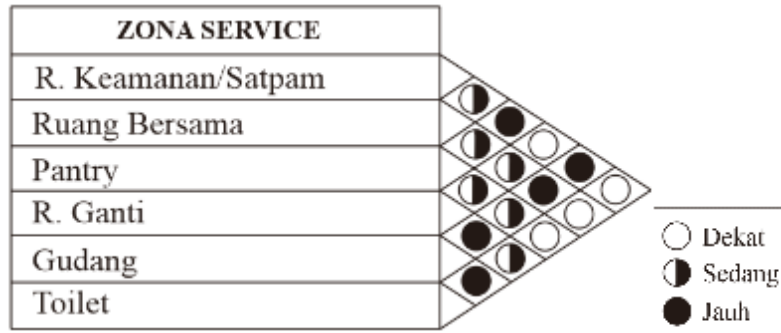 ZONA SERVICE
R. Keamanan/Satpam
Ruang Bersama
Pantry
R. Ganti
Gudang
Toilet
Dekat
Sedang
Jauh